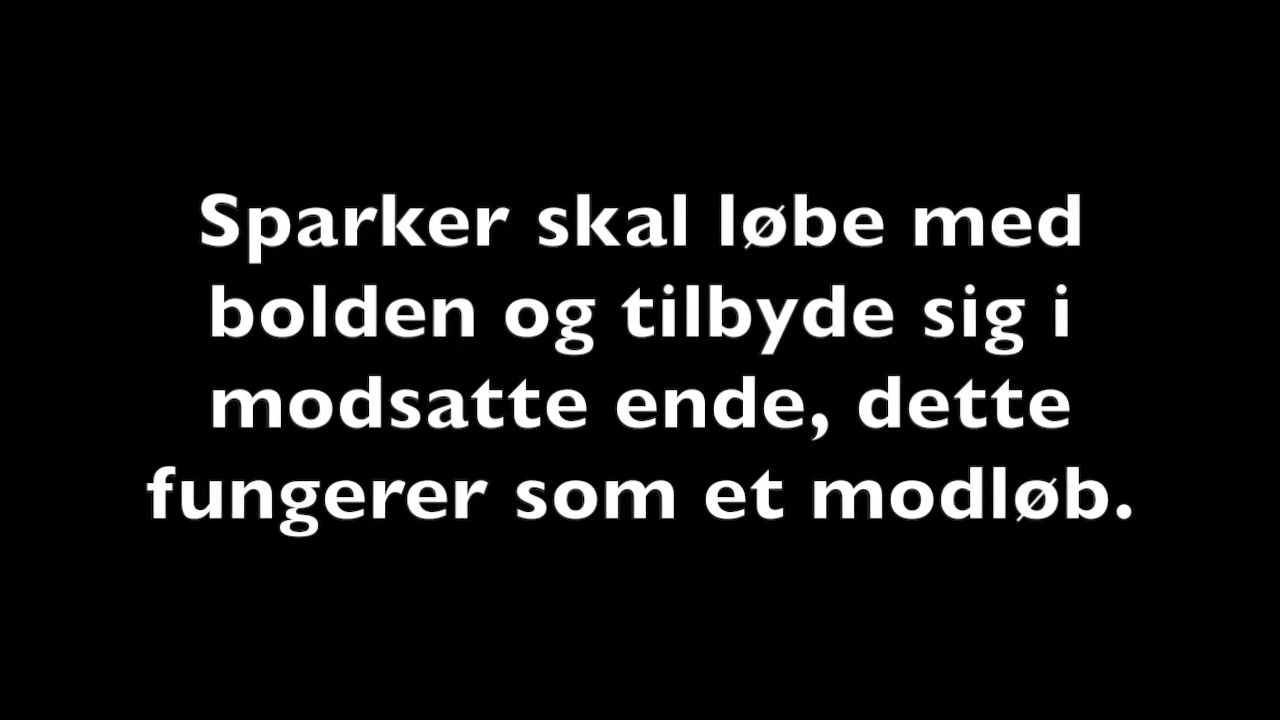 Sparker skal løbe med
bolden og tilbyde sig i
modsatte ende, dette
fungerer som et modløb.